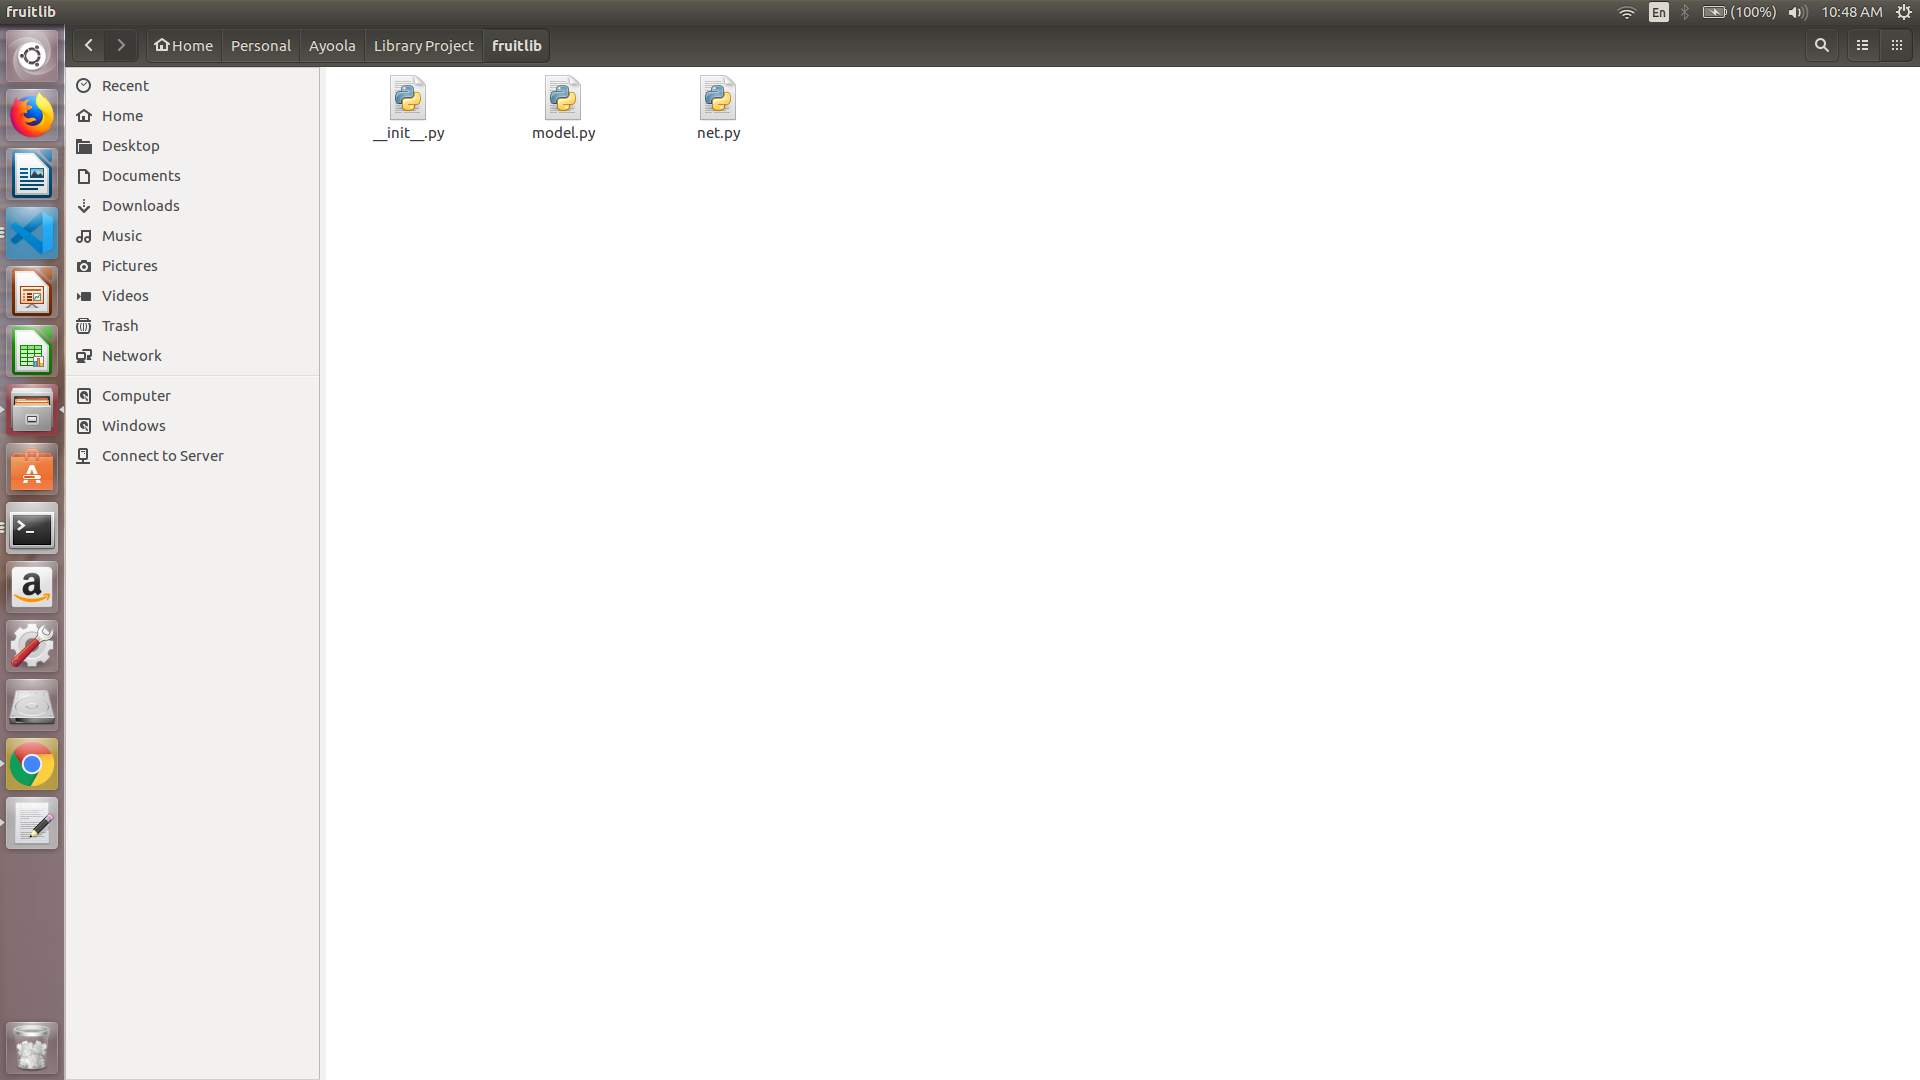 fruitlib
En (100%) 10:48 AM
Home Personal Ayoola Library Project fruitlib
Recent
Home
Desktop
Documents
Downloads
Music
Pictures
Videos
Trash
Network
Computer
Windows
Connect to Server
__init__.py model.py net.py